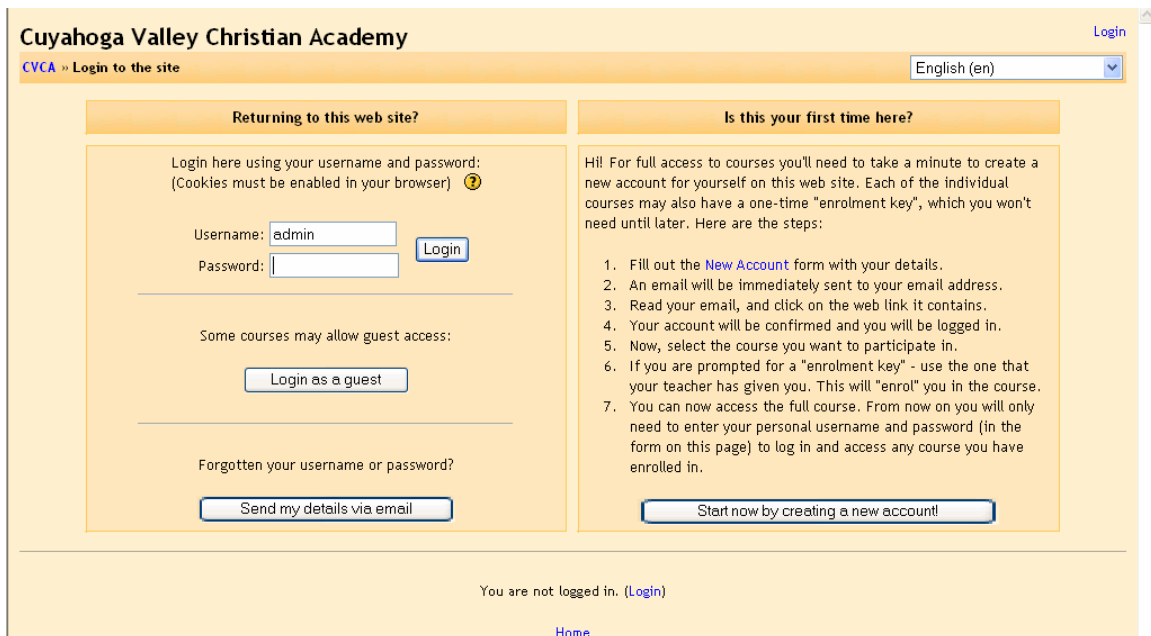 Cuyahoga Valley Christian Academy
Login
CVCA » Login to the site
English (en)
Returning to this web site?
Login here using your username and password:
(Cookies must be enabled in your browser) ?
Username: admin
Login
Password:
Some courses may allow guest access:
Login as a guest
Forgotten your username or password?
Send my details via email
Is this your first time here?
Hi! For full access to courses you'll need to take a minute to create a
new account for yourself on this web site. Each of the individual
courses may also have a one-time "enrolment key", which you won't
need until later. Here are the steps:
1. Fill out the New Account form with your details.
2. An email will be immediately sent to your email address.
3. Read your email, and click on the web link it contains.
4. Your account will be confirmed and you will be logged in.
5. Now, select the course you want to participate in.
6. If you are prompted for a "enrolment key" - use the one that
your teacher has given you. This will "enrol" you in the course.
7. You can now access the full course. From now on you will only
need to enter your personal username and password (in the
form on this page) to log in and access any course you have
enrolled in.
Start now by creating a new account!
You are not logged in. (Login)
Home